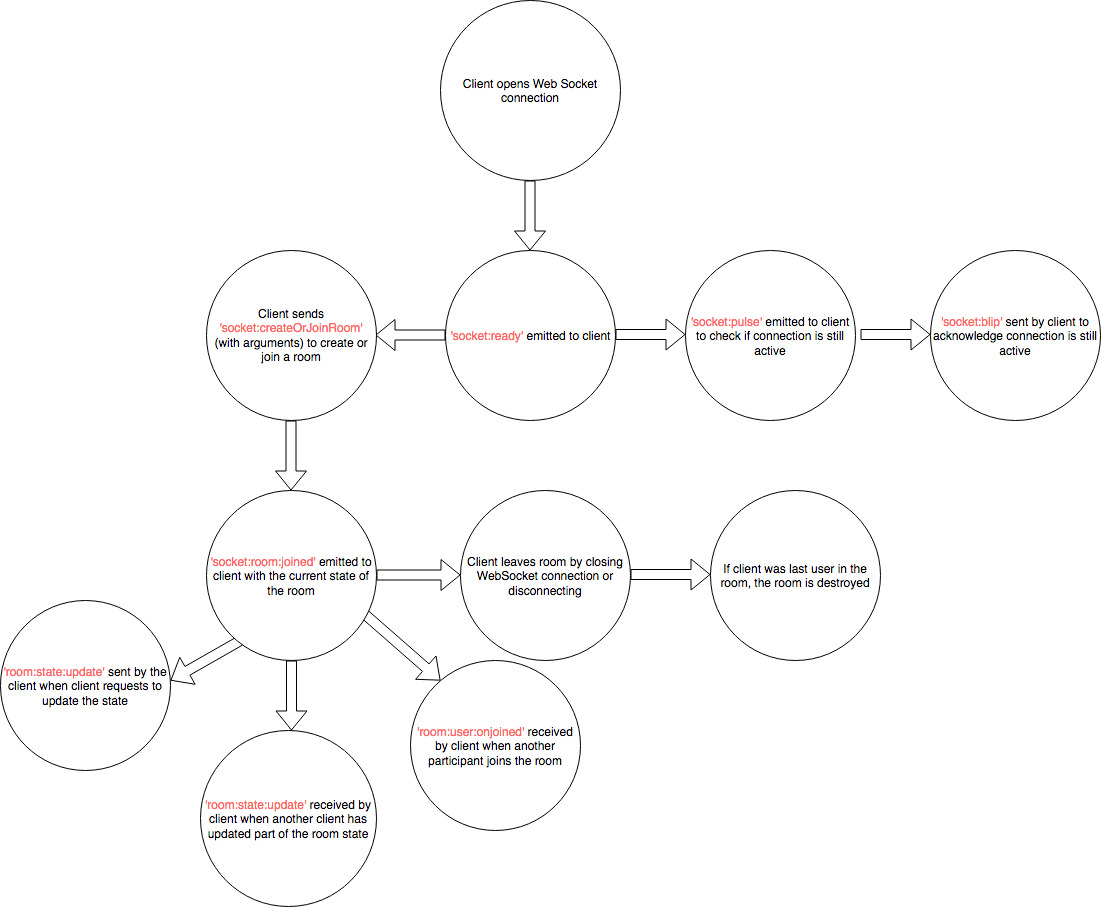 Client opens Web Socket
connection
Client sends
'socket:createOrJoinRoom'
(with arguments) to create or
join a room
'socket:ready' emitted to client
'socket:pulse' emitted to client
to check if connection is still
active
'socket:blip' sent by client to
acknowledge connection is still
active
'socket:room:joined' emitted to
client with the current state of
the room
Client leaves room by closing
WebSocket connection or
disconnecting
If client was last user in the
room, the room is destroyed
'room:state:update' sent by the
client when client requests to
update the state
'room:user:onjoined' received
by client when another
participant joins the room
'room:state:update' received by
client when another client has
updated part of the room state